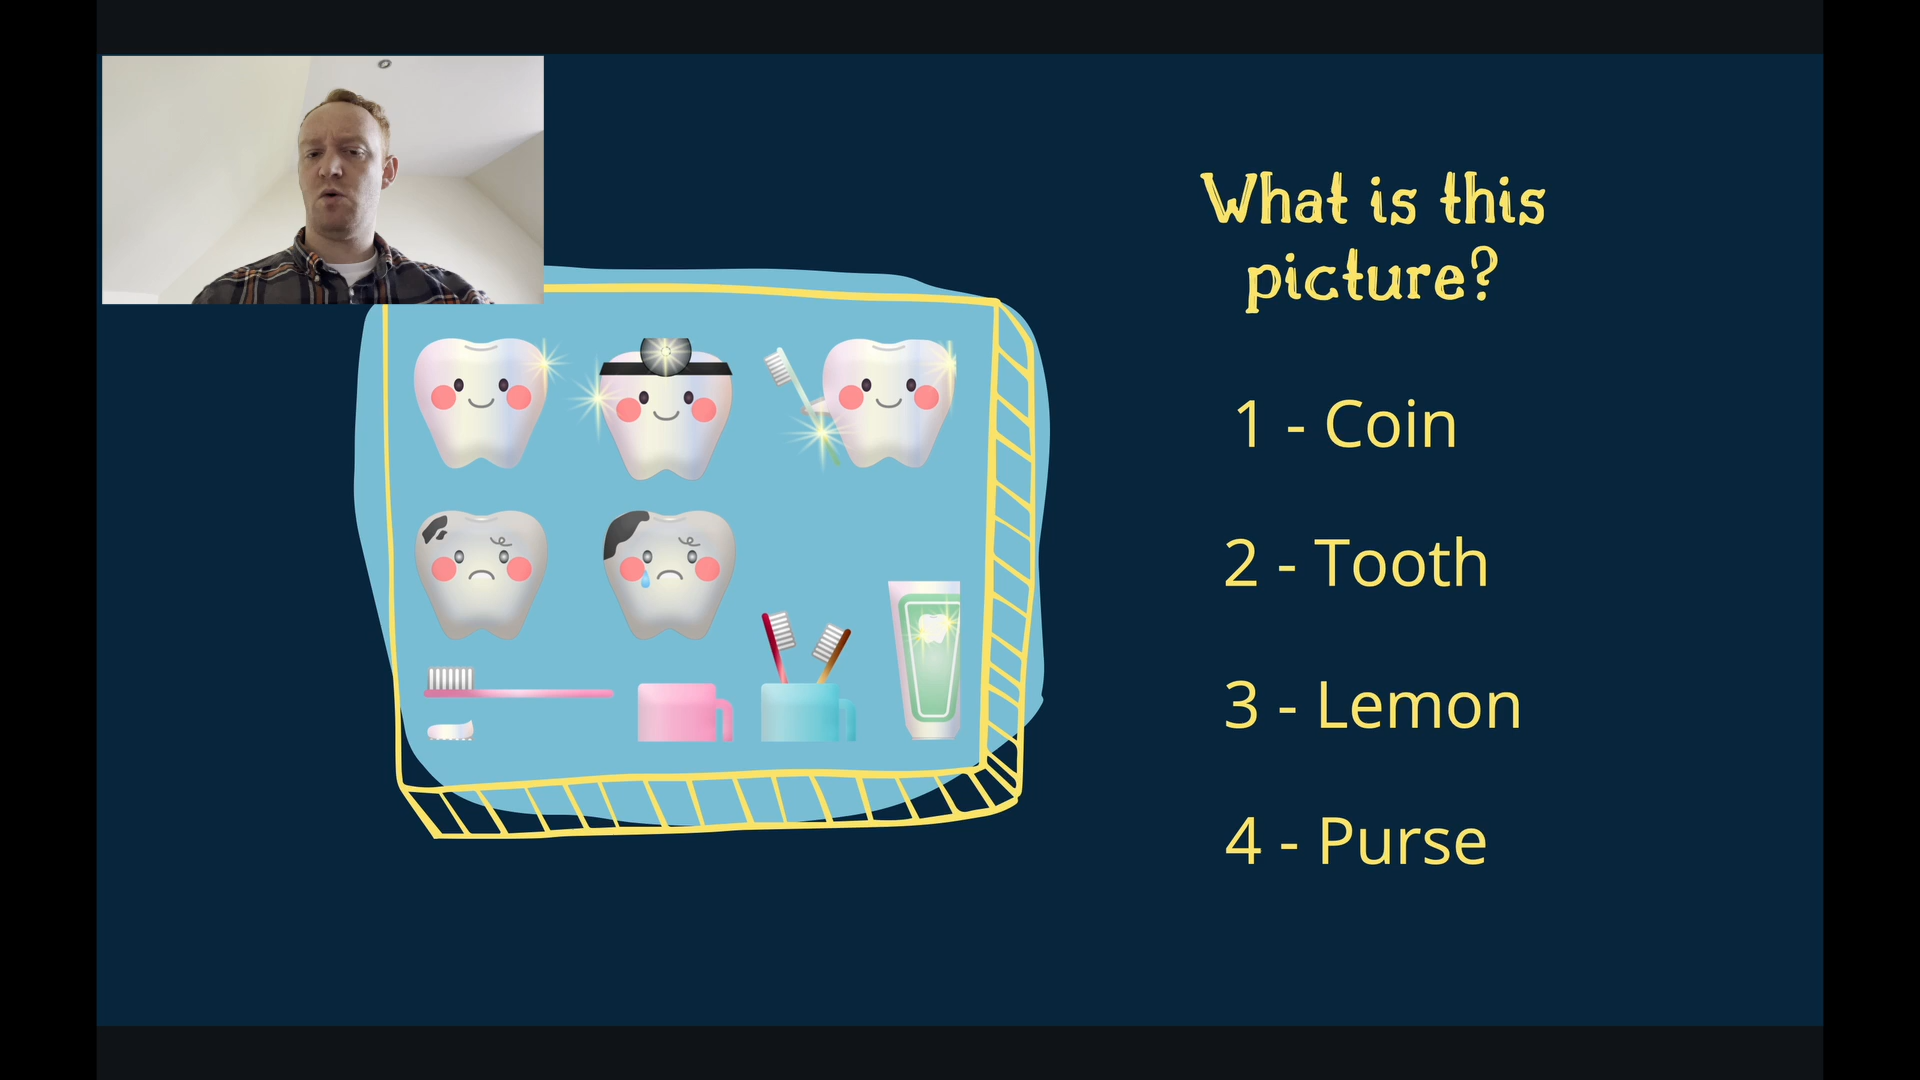 What is this
picture?
1 - Coin
2 - Tooth
3 - Lemon
4 - Purse